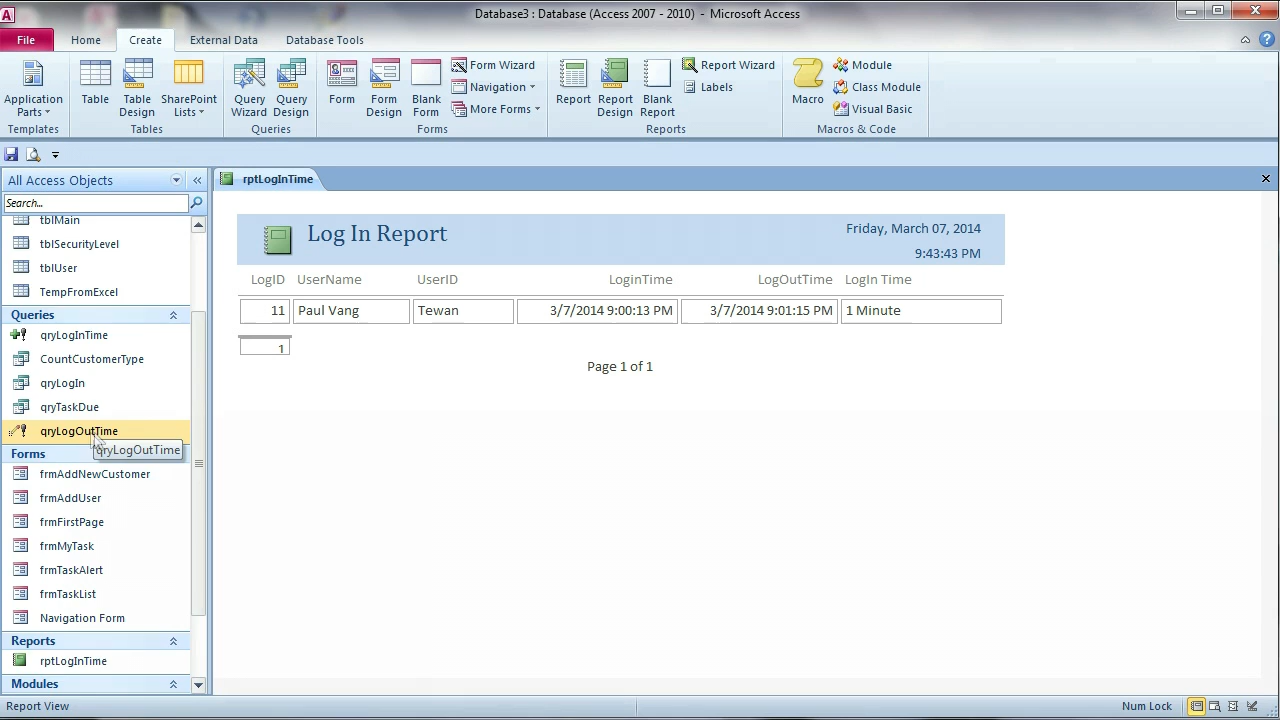 Database3 : Database (Access 2007 - 2010) - Microsoft Access
File Home Create External Data Database Tools
Application Parts
Table
Table Design
SharePoint Lists
Query Wizard
Query Design
Form
Form Design
Blank Form
Form Wizard
Navigation
More Forms
Report
Report Design
Blank Report
Report Wizard
Labels
Macro
Module
Class Module
Visual Basic
Templates Tables Queries Forms Reports Macros & Code
All Access Objects
Search...
tblMain
tblSecurityLevel
tblUser
TempFromExcel
Queries
qryLogInTime
CountCustomerType
qryLogIn
qryTaskDue
qryLogOutTime
qryLogOutTime
Forms
frmAddNewCustomer
frmAddUser
frmFirstPage
frmMyTask
frmTaskAlert
frmTaskList
Navigation Form
Reports
rptLogInTime
Modules
rptLogInTime
Log In Report
Friday, March 07, 2014
9:43:43 PM
LogID UserName UserID LoginTime LogOutTime LogIn Time
11 Paul Vang Tewan 3/7/2014 9:00:13 PM 3/7/2014 9:01:15 PM 1 Minute
1
Page 1 of 1
Report View Num Lock